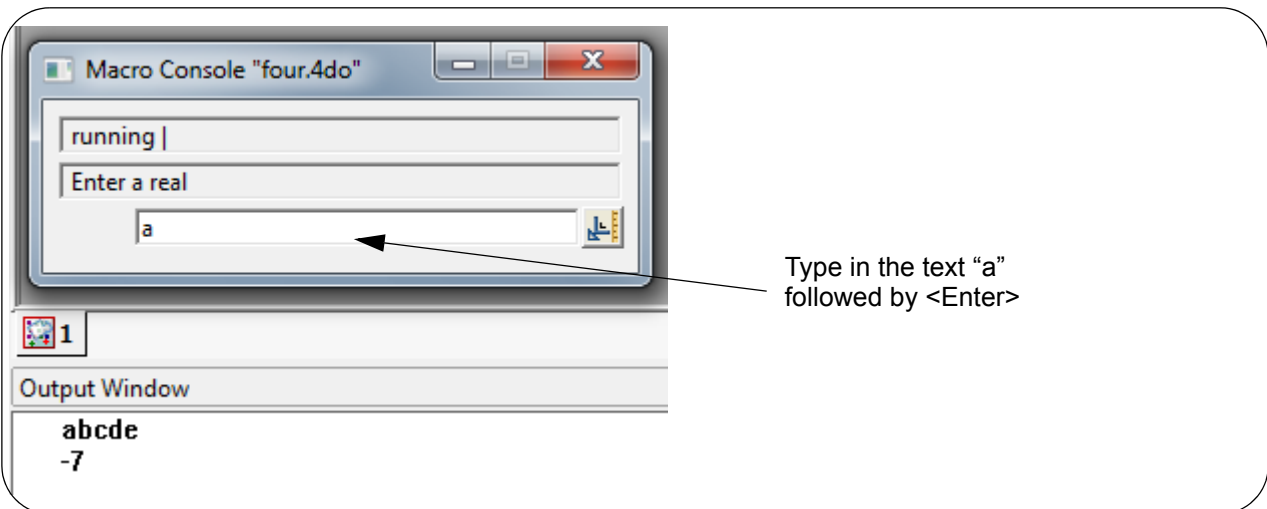 Macro Console "four.4do"
running |
Enter a real
a
Type in the text “a”
followed by <Enter>
1
Output Window
abcde
-7